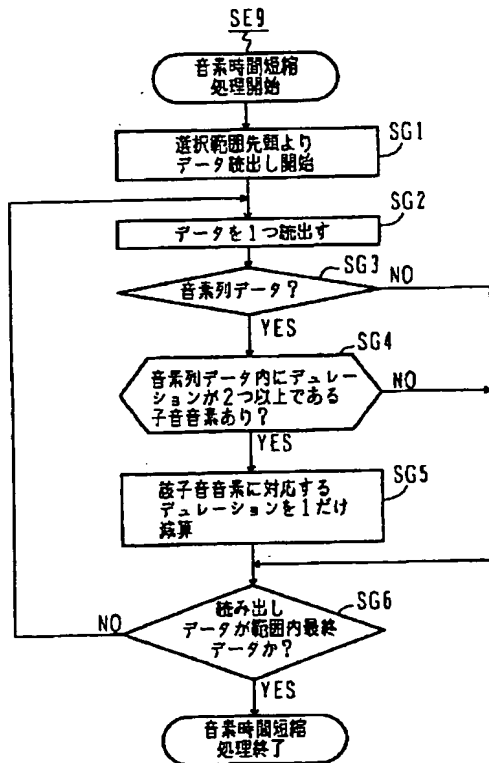 SE9
音素時間短縮
処理開始
SG1
選択範囲先頭より
データ読出し開始
SG2
データを1つ読出す
SG3
音素列データ?
NO
YES
SG4
音素列データ内にデュレー
ションが2つ以上である
子音音素あり?
NO
YES
SG5
該子音音素に対応する
デュレーションを1だけ
減算
SG6
読み出し
データが範囲内最終
データか?
NO
YES
音素時間短縮
処理終了